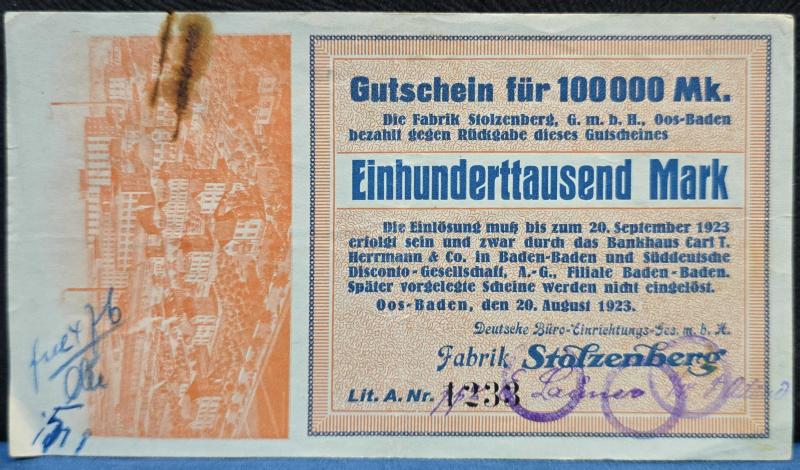 Gutschein für 100000 Mk.
Die Fabrik Stolzenberg, G. m. b. H., Oos-Baden
bezahlt gegen Rückgabe dieses Gutscheines
Einhunderttausend Mark
Die Einlösung muß bis zum 20. September 1923
erfolgt sein und zwar durch das Bankhaus Carl T.
Herrmann & Co. in Baden-Baden und Süddeutsche
Disconto-Gesellschaft, A.-G., Filiale Baden-Baden.
Später vorgelegte Scheine werden nicht eingelöst.
Oos-Baden, den 20. August 1923.
Deutsche Büro-Einrichtungs-Ges. m. b. H.
Fabrik Stolzenberg
Lit. A. Nr. 1233